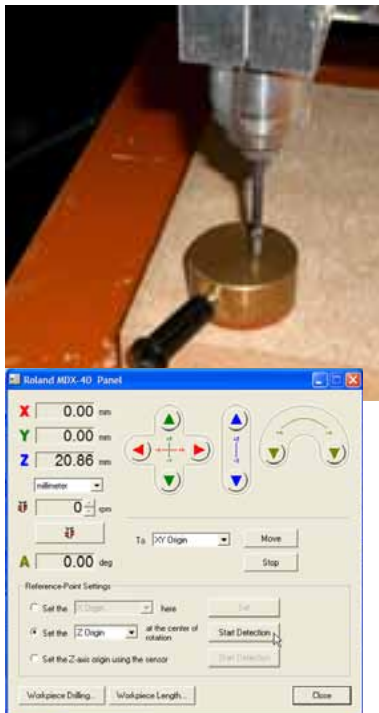 Roland MDX-40 Panel
X 0.00 mm
Y 0.00 mm
Z 20.86 mm
millimeter
0 rpm
To XY Origin Move
A 0.00 deg Stop
Reference-Point Settings
Set the X Origin here Set
Set the Z Origin at the center of rotation Start Detection
Set the Z-axis origin using the sensor Start Detection
Workpiece Drilling... Workpiece Length... Close